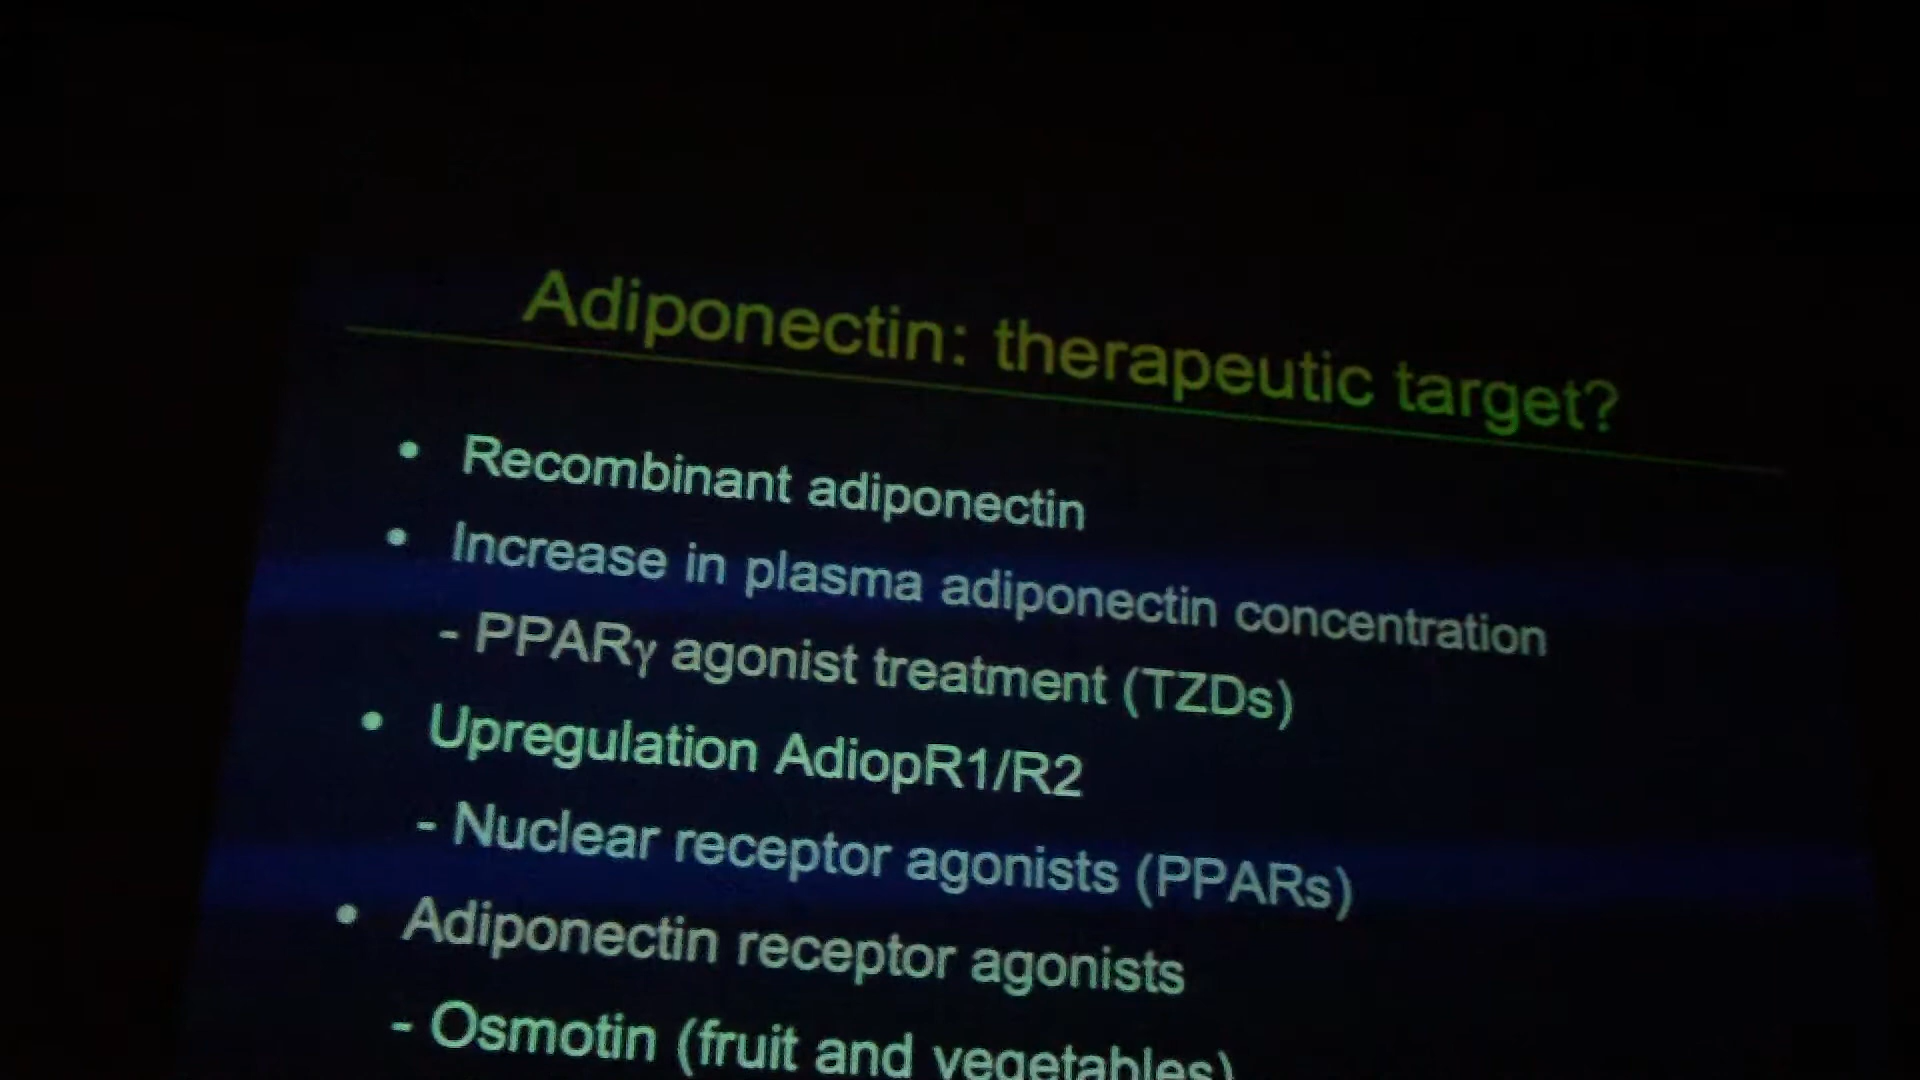 Adiponectin: therapeutic target?
• Recombinant adiponectin
• Increase in plasma adiponectin concentration
- PPARγ agonist treatment (TZDs)
• Upregulation AdiopR1/R2
- Nuclear receptor agonists (PPARs)
• Adiponectin receptor agonists
- Osmotin (fruit and vegetables)